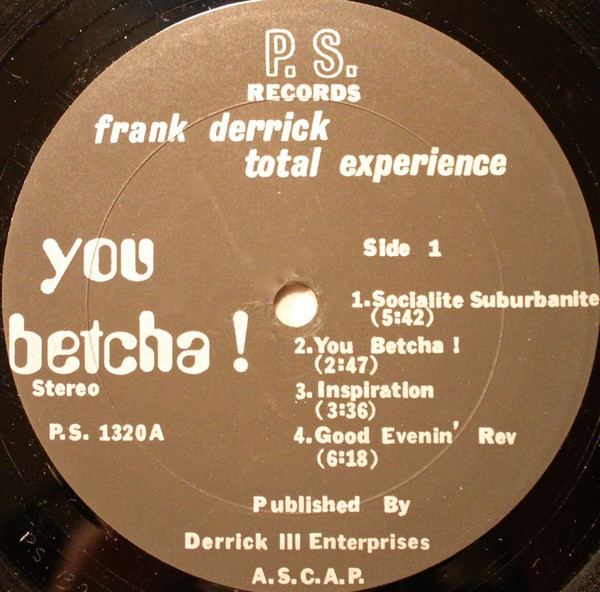 P. S.
RECORDS
frank derrick
total experience
you
betcha !
Stereo
P.S. 1320A
Side 1
1.Socialite Suburbanite
(5:42)
2.You Betcha !
(2:47)
3. Inspiration
(3:36)
4.Good Evenin' Rev
(6:18)
Published By
Derrick III Enterprises
A.S.C.A.P.